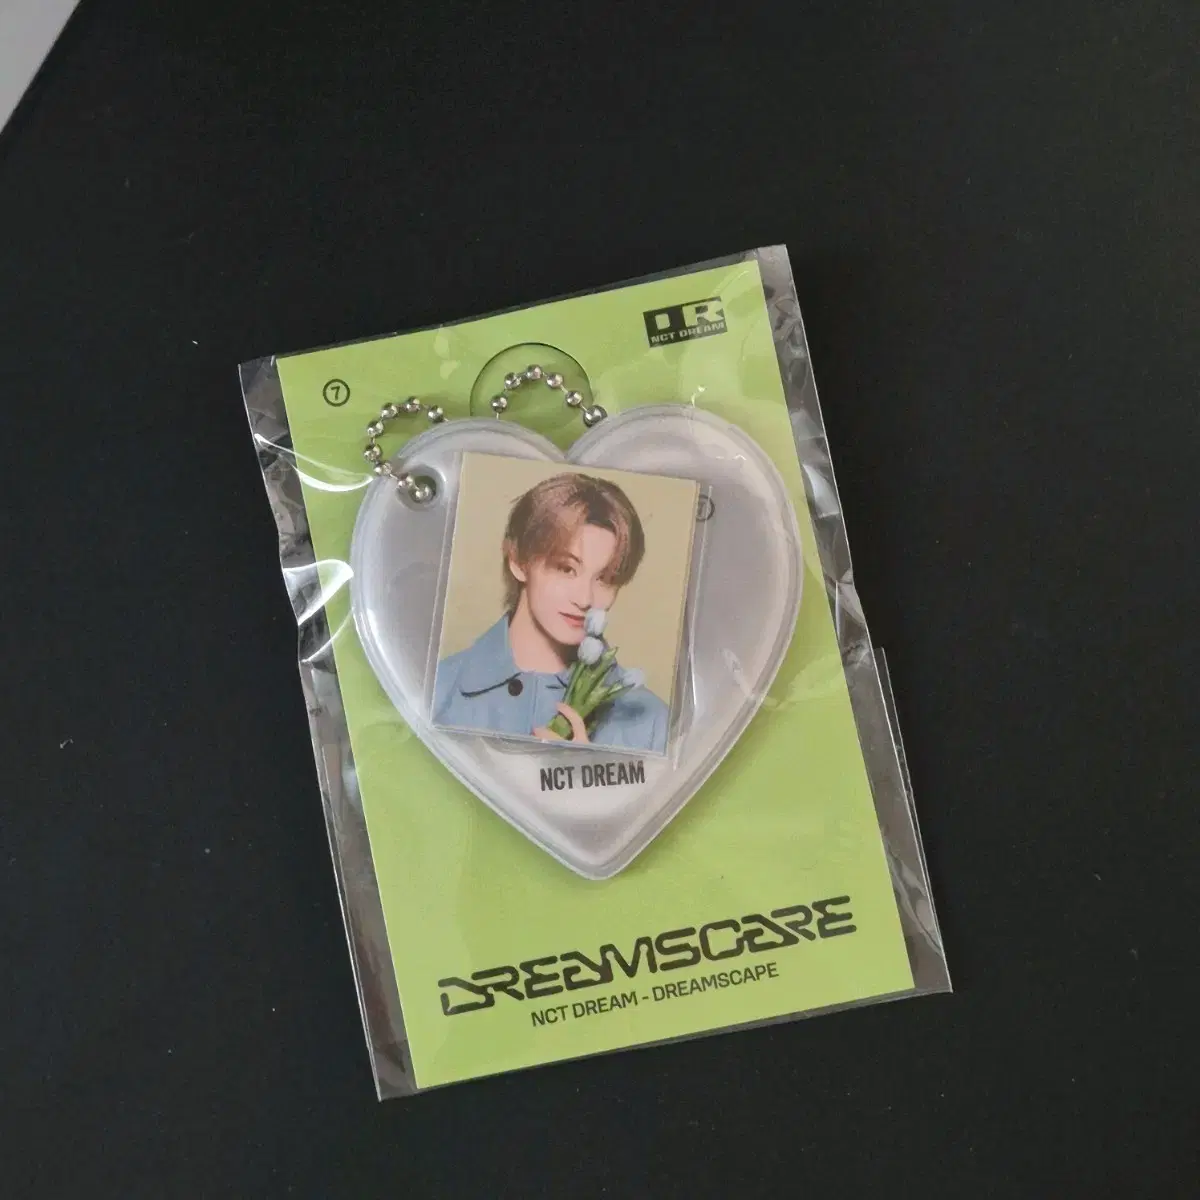 DR
NCT DREAM
⑦
NCT DREAM
DREAMSCAPE
NCT DREAM - DREAMSCAPE